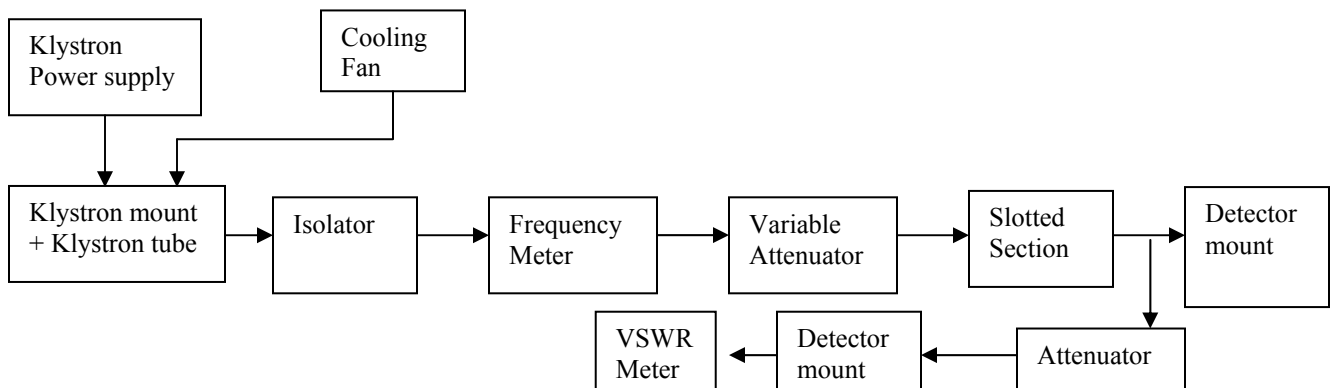 Klystron
Power supply
Cooling
Fan
Klystron mount
+ Klystron tube
Isolator
Frequency
Meter
Variable
Attenuator
Slotted
Section
Detector
mount
VSWR
Meter
Detector
mount
Attenuator